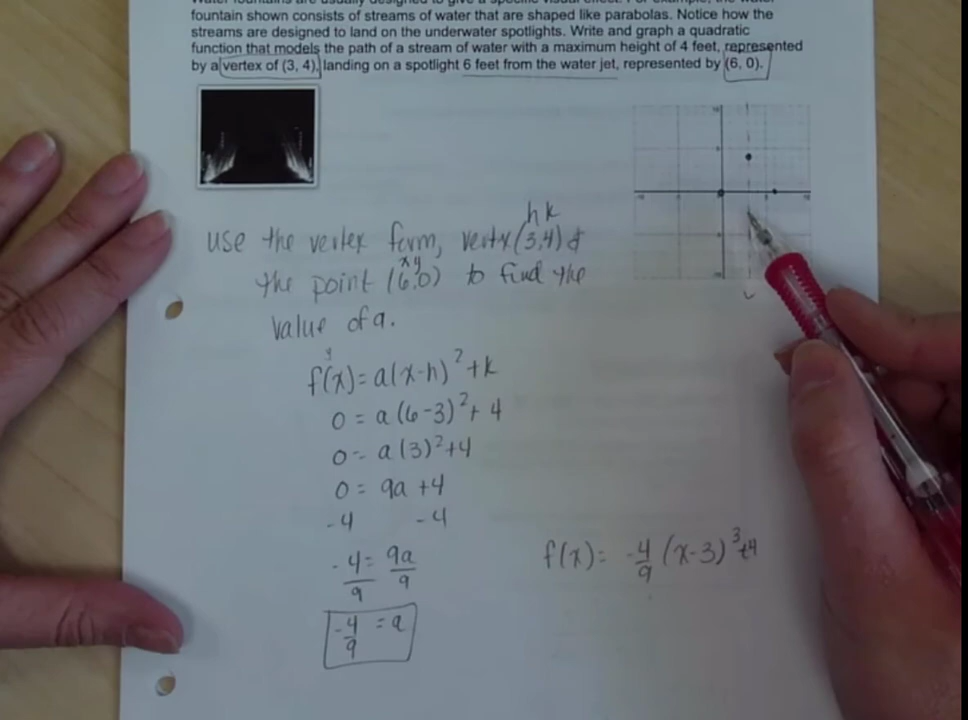 fountain shown consists of streams of water that are shaped like parabolas. Notice how the
streams are designed to land on the underwater spotlights. Write and graph a quadratic
function that models the path of a stream of water with a maximum height of 4 feet, represented
by a vertex of (3, 4), landing on a spotlight 6 feet from the water jet, represented by (6, 0).
h k
use the vertex form, vertx (3,4) &
x y
the point (6,0) to find the
value of a.
y
f(x) = a(x-h)²+k
0 = a(6-3)²+ 4
0 = a(3)²+4
0 = 9a +4
-4 -4
-4 = 9a
9 9
-4 = a
9
f(x) = -4/9 (x-3)³+4